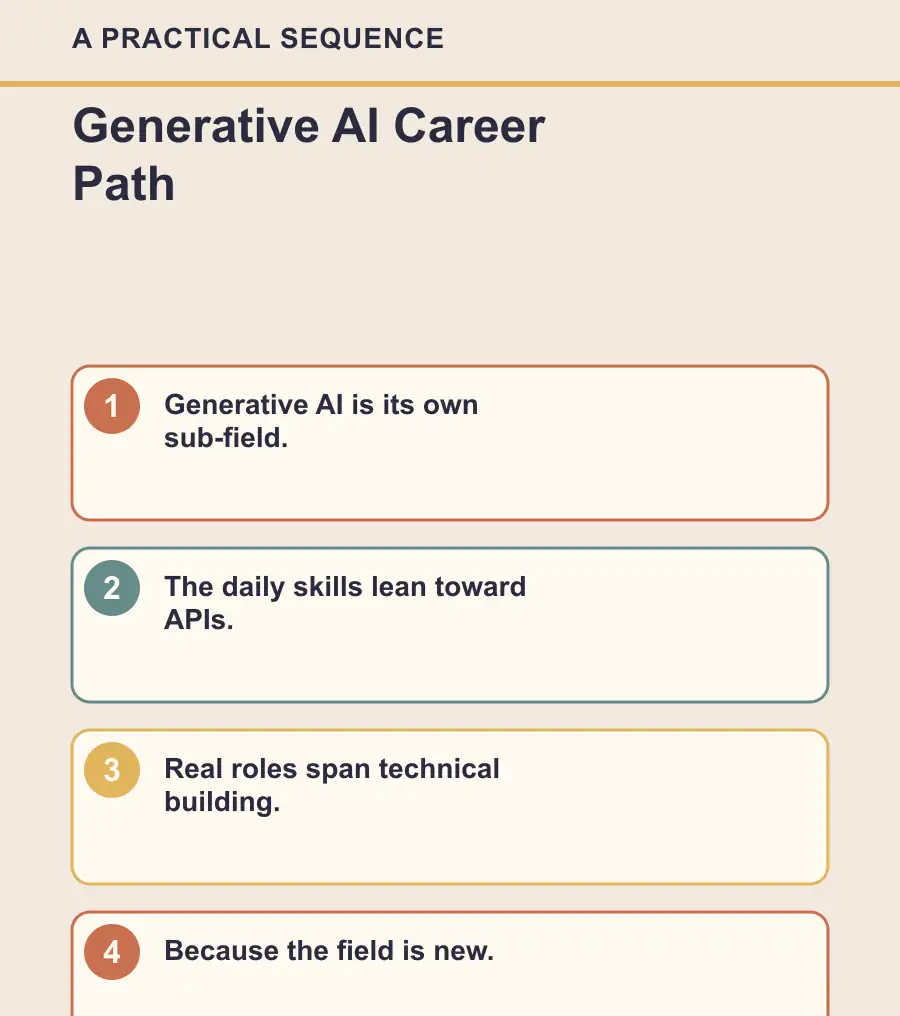 A PRACTICAL SEQUENCE
Generative AI Career
Path
1
Generative AI is its own
sub-field.
2
The daily skills lean toward
APIs.
3
Real roles span technical
building.
4
Because the field is new.